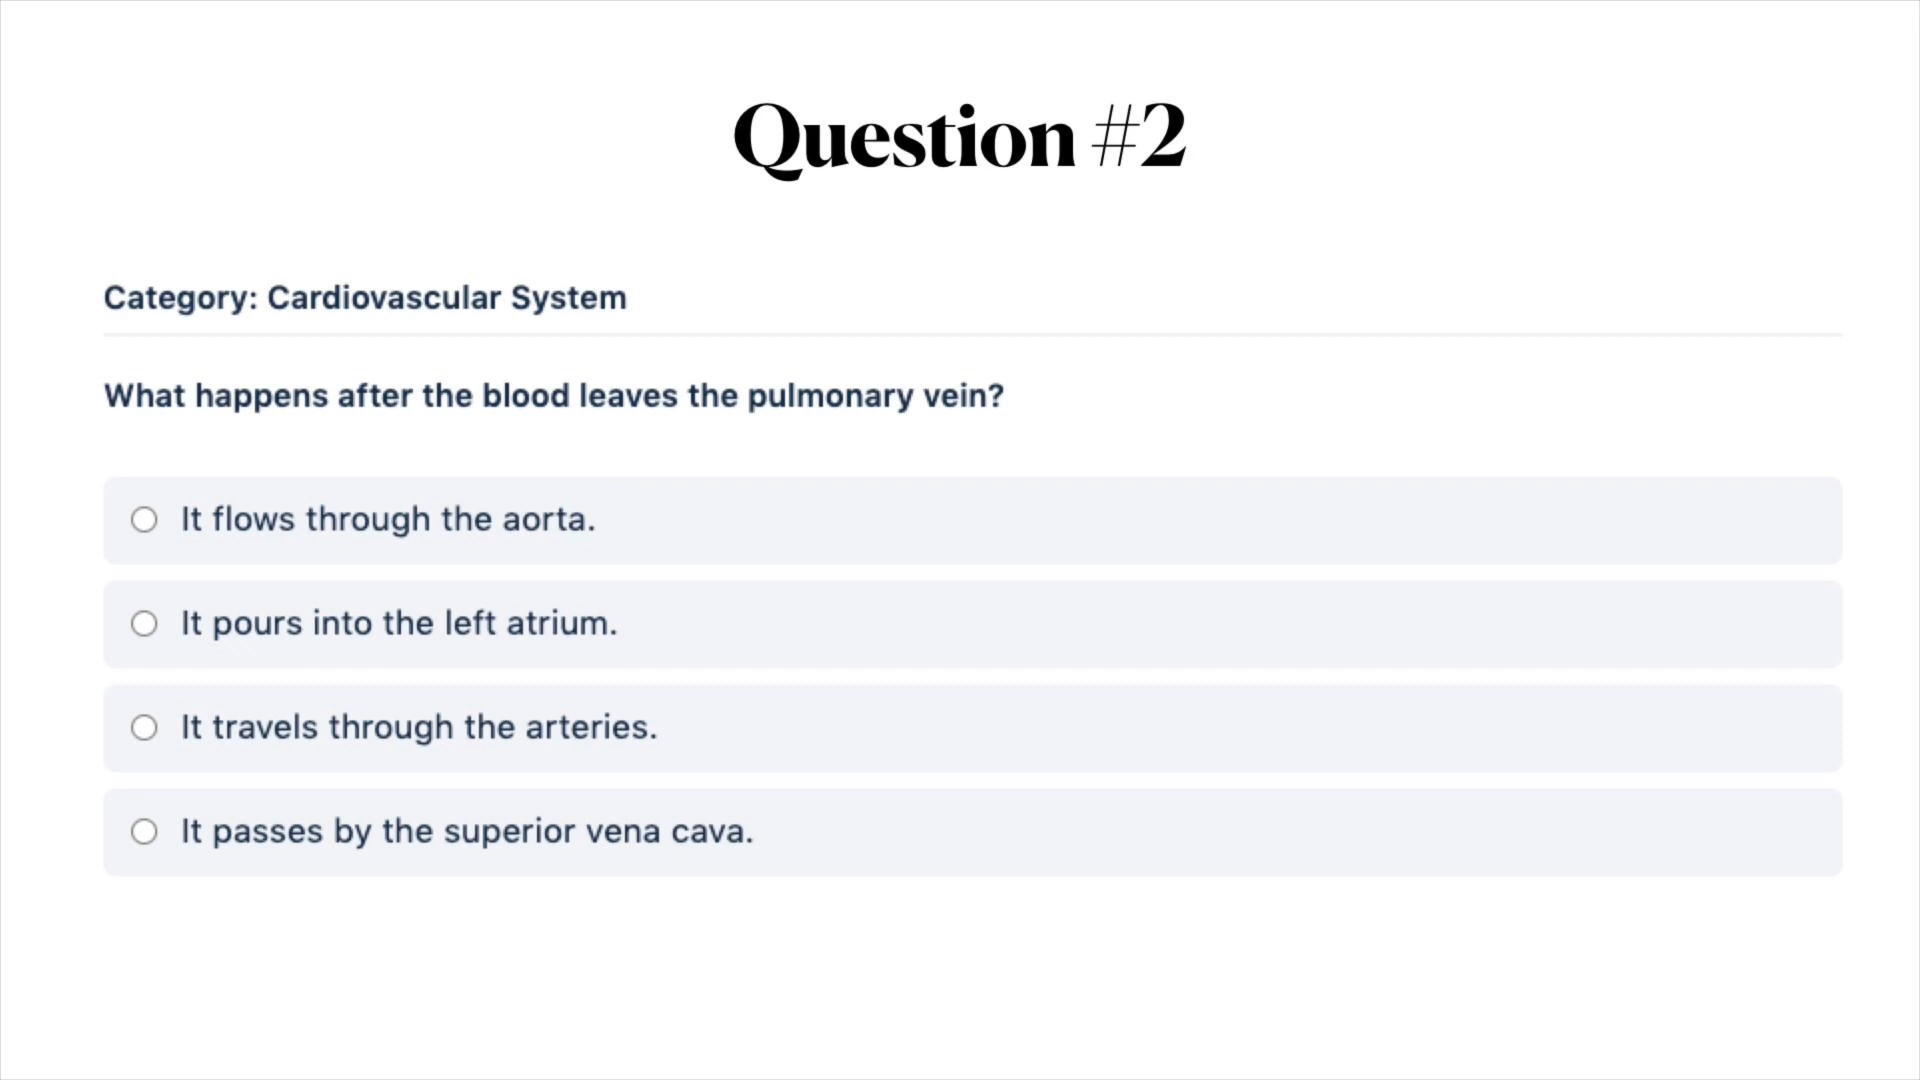 Question #2
Category: Cardiovascular System
What happens after the blood leaves the pulmonary vein?
It flows through the aorta.
It pours into the left atrium.
It travels through the arteries.
It passes by the superior vena cava.